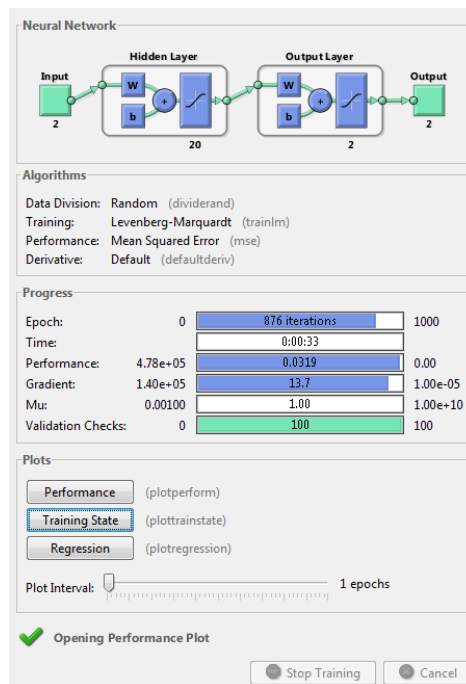 Neural Network
Hidden Layer Output Layer
Input Output
W W
+ +
b b
2 2
20 2
Algorithms
Data Division: Random (dividerand)
Training: Levenberg-Marquardt (trainlm)
Performance: Mean Squared Error (mse)
Derivative: Default (defaultderiv)
Progress
Epoch: 0 876 iterations 1000
Time: 0:00:33
Performance: 4.78e+05 0.0319 0.00
Gradient: 1.40e+05 13.7 1.00e-05
Mu: 0.00100 1.00 1.00e+10
Validation Checks: 0 100 100
Plots
Performance (plotperform)
Training State (plottrainstate)
Regression (plotregression)
Plot Interval: 1 epochs
Opening Performance Plot
Stop Training Cancel